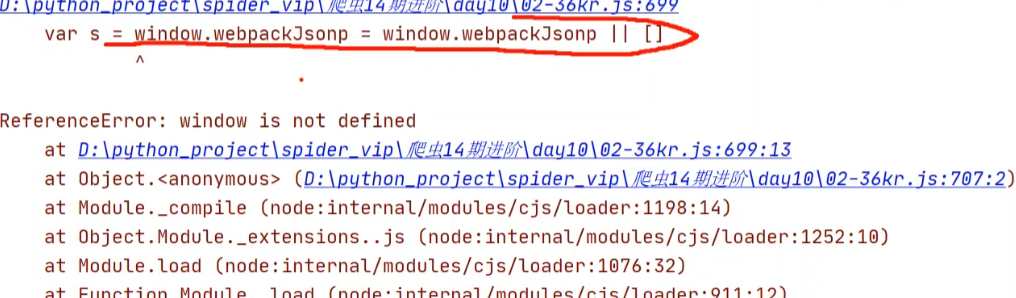 D:\python_project\spider_vip\爬虫14期进阶\day10\02-36kr.js:699
var s = window.webpackJsonp = window.webpackJsonp || []
^
ReferenceError: window is not defined
at D:\python_project\spider_vip\爬虫14期进阶\day10\02-36kr.js:699:13
at Object.<anonymous> (D:\python_project\spider_vip\爬虫14期进阶\day10\02-36kr.js:707:2)
at Module._compile (node:internal/modules/cjs/loader:1198:14)
at Object.Module._extensions..js (node:internal/modules/cjs/loader:1252:10)
at Module.load (node:internal/modules/cjs/loader:1076:32)
at Function.Module._load (node:internal/modules/cjs/loader:911:12)